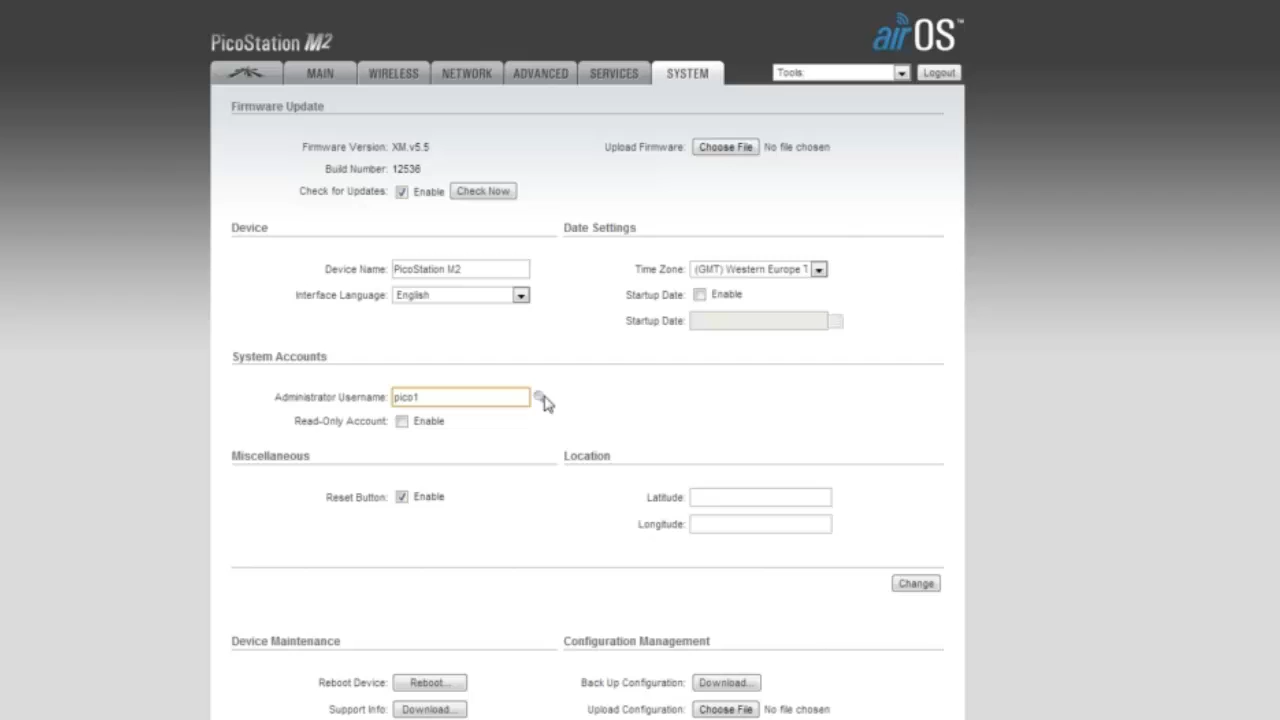 PicoStation M2
airOS™
MAIN WIRELESS NETWORK ADVANCED SERVICES SYSTEM
Tools: Logout
Firmware Update
Firmware Version: XM.v5.5
Upload Firmware: Choose File No file chosen
Build Number: 12536
Check for Updates: Enable Check Now
Device
Date Settings
Device Name: PicoStation M2
Time Zone: (GMT) Western Europe T
Interface Language: English
Startup Date: Enable
Startup Date:
System Accounts
Administrator Username: pico1
Read-Only Account: Enable
Miscellaneous
Location
Reset Button: Enable
Latitude:
Longitude:
Change
Device Maintenance
Configuration Management
Reboot Device: Reboot...
Back Up Configuration: Download...
Support Info: Download...
Upload Configuration: Choose File No file chosen